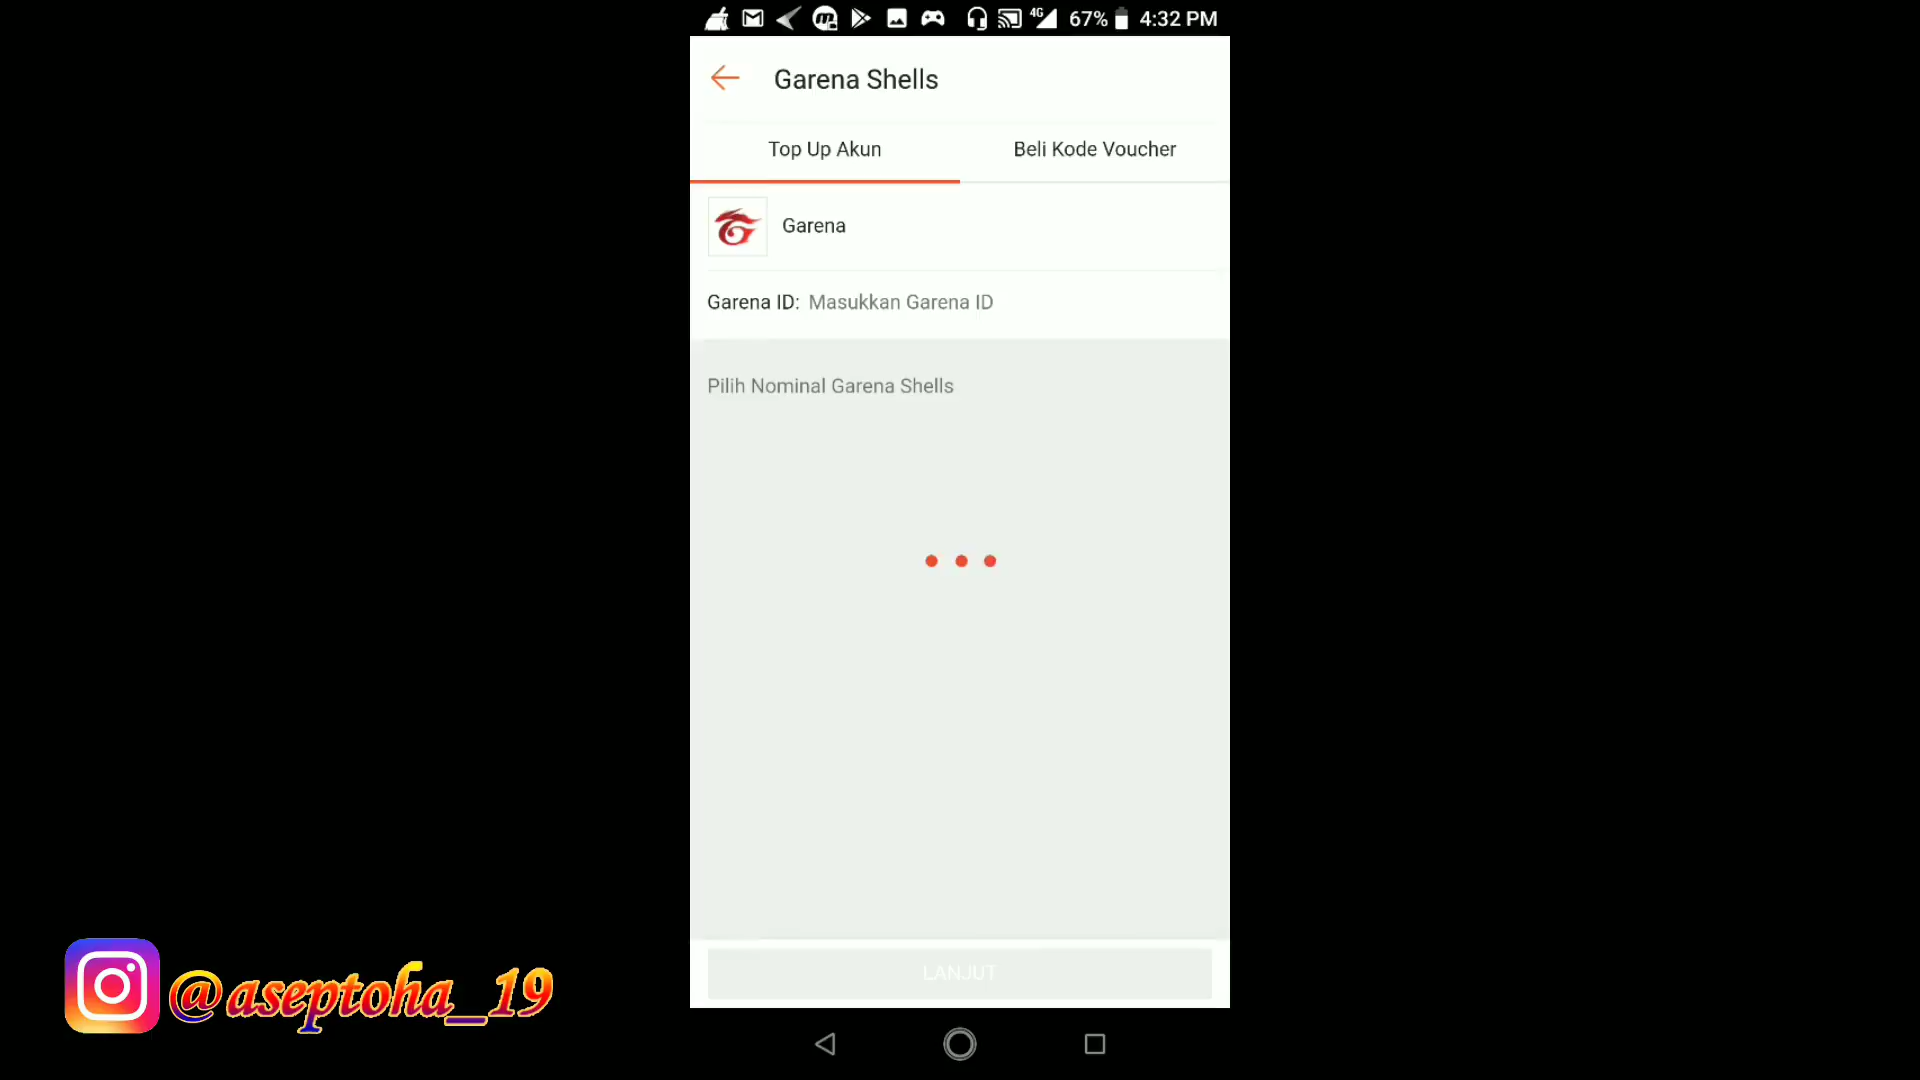 4G 67% 4:32 PM
Garena Shells
Top Up Akun
Beli Kode Voucher
Garena
Garena ID: Masukkan Garena ID
Pilih Nominal Garena Shells
LANJUT
@aseptoha_19